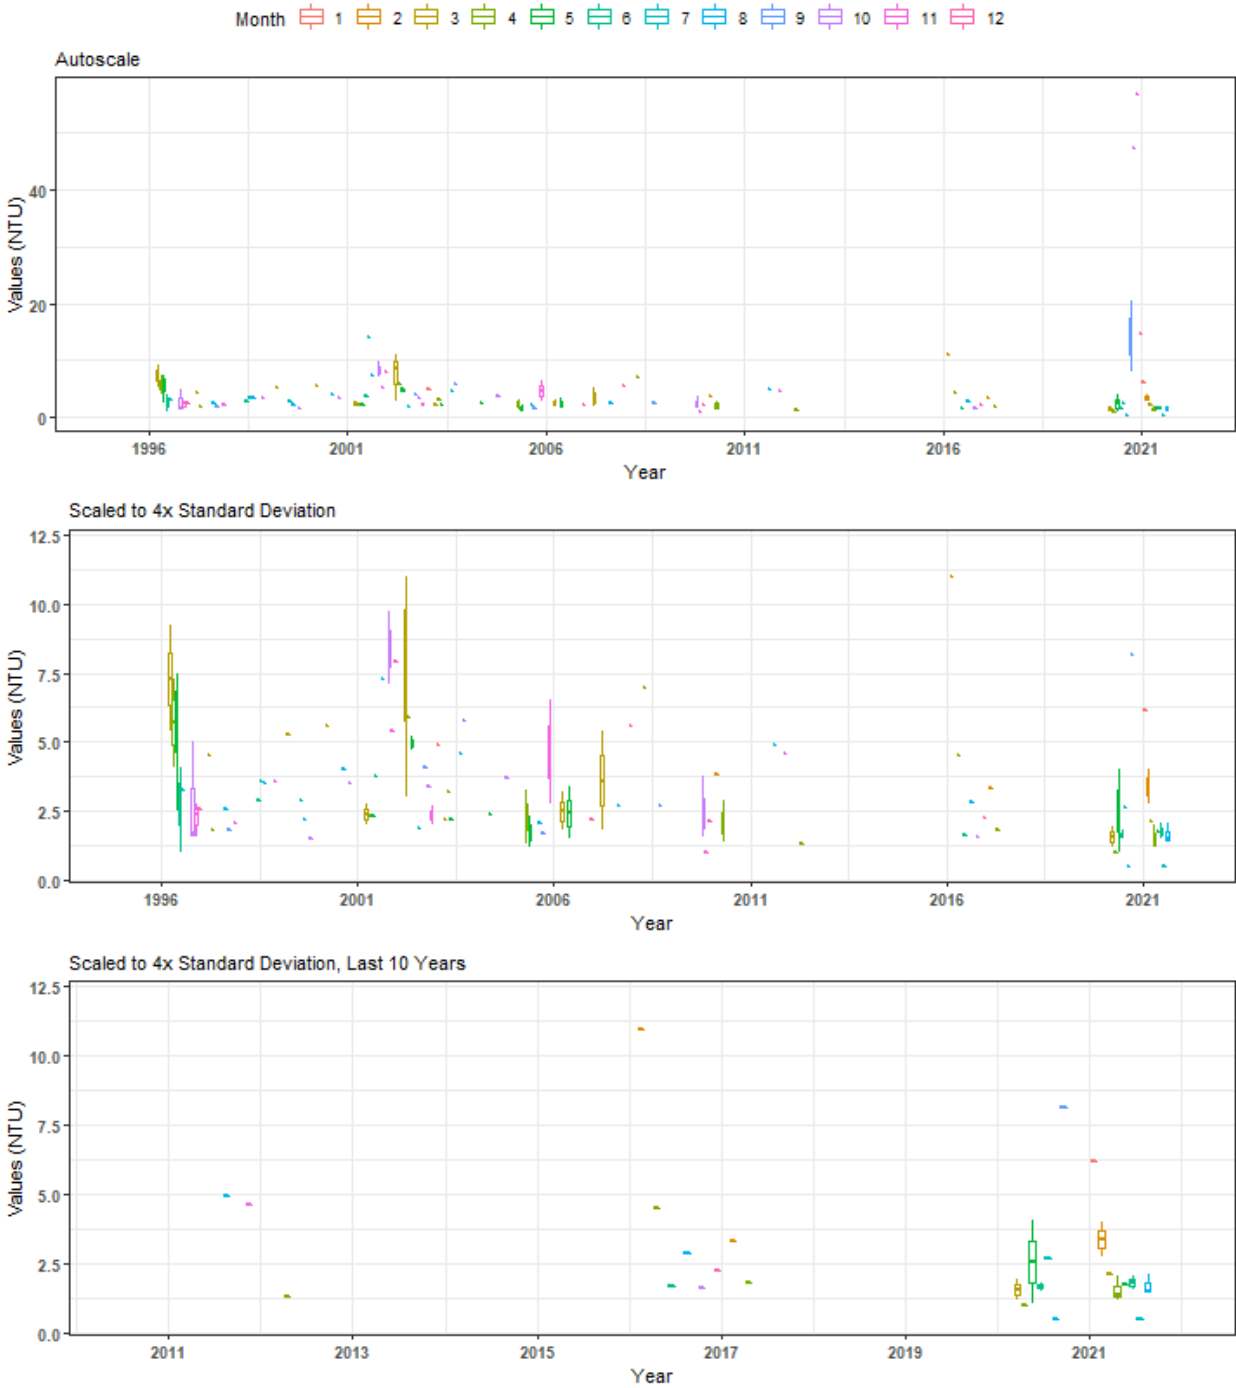 Month 1 2 3 4 5 6 7 8 9 10 11 12
Autoscale
Values (NTU)
40
20
0
1996 2001 2006 2011 2016 2021
Year
Scaled to 4x Standard Deviation
Values (NTU)
12.5
10.0
7.5
5.0
2.5
0.0
1996 2001 2006 2011 2016 2021
Year
Scaled to 4x Standard Deviation, Last 10 Years
Values (NTU)
12.5
10.0
7.5
5.0
2.5
0.0
2011 2013 2015 2017 2019 2021
Year